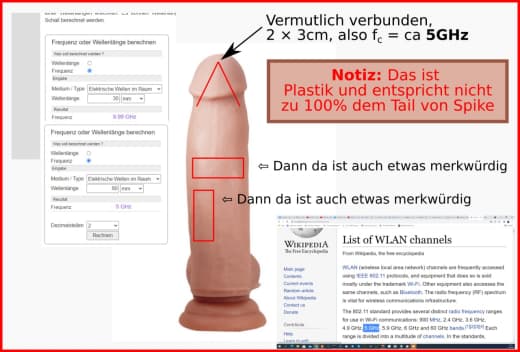 Schall berechnet werden.
Frequenz oder Wellenlänge berechnen
Was soll berechnet werden ?
Wellenlänge
Frequenz
Eingabe
Medium / Type Elektrische Wellen im Raum
Wellenlänge 30 mm
Resultat
Frequenz 9.99 GHz
Frequenz oder Wellenlänge berechnen
Was soll berechnet werden ?
Wellenlänge
Frequenz
Eingabe
Medium / Type Elektrische Wellen im Raum
Wellenlänge 60 mm
Resultat
Frequenz 5 GHz
Dezimalstellen 2
Rechnen
Vermutlich verbunden,
2 × 3cm, also fc = ca 5GHz
Notiz: Das ist
Plastik und entspricht nicht
zu 100% dem Tail von Spike
⇦ Dann da ist auch etwas merkwürdig
⇦ Dann da ist auch etwas merkwürdig
WIKIPEDIA
The Free Encyclopedia
Main page
Contents
Current events
Random article
About Wikipedia
Contact us
Donate
Contribute
Help
Learn to edit
List of WLAN channels
From Wikipedia, the free encyclopedia
WLAN (wireless local area network) channels are frequently accessed
using IEEE 802.11 protocols, and equipment that does so is sold
mostly under the trademark Wi-Fi. Other equipment also accesses the
same channels, such as Bluetooth. The radio frequency (RF) spectrum
is vital for wireless communications infrastructure.
The 802.11 standard provides several distinct radio frequency ranges
for use in Wi-Fi communications: 900 MHz, 2.4 GHz, 3.6 GHz,
4.9 GHz, 5 GHz, 5.9 GHz, 6 GHz and 60 GHz bands.[1][2][3] Each
range is divided into a multitude of channels. In the standards,